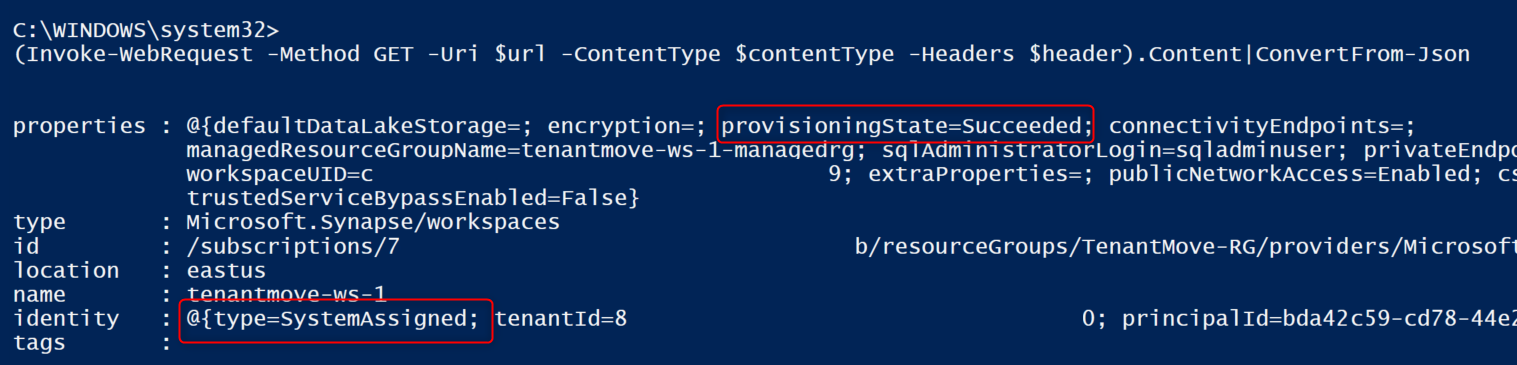 C:\WINDOWS\system32>
(Invoke-WebRequest -Method GET -Uri $url -ContentType $contentType -Headers $header).Content|ConvertFrom-Json
properties : @{defaultDataLakeStorage=; encryption=; provisioningState=Succeeded; connectivityEndpoints=;
managedResourceGroupName=tenantmove-ws-1-managedrg; sqlAdministratorLogin=sqladminuser; privateEndpo
workspaceUID=c 9; extraProperties=; publicNetworkAccess=Enabled; cs
trustedServiceBypassEnabled=False}
type : Microsoft.Synapse/workspaces
id : /subscriptions/7 b/resourceGroups/TenantMove-RG/providers/Microsoft
location : eastus
name : tenantmove-ws-1
identity : @{type=SystemAssigned; tenantId=8 0; principalId=bda42c59-cd78-44e2
tags :